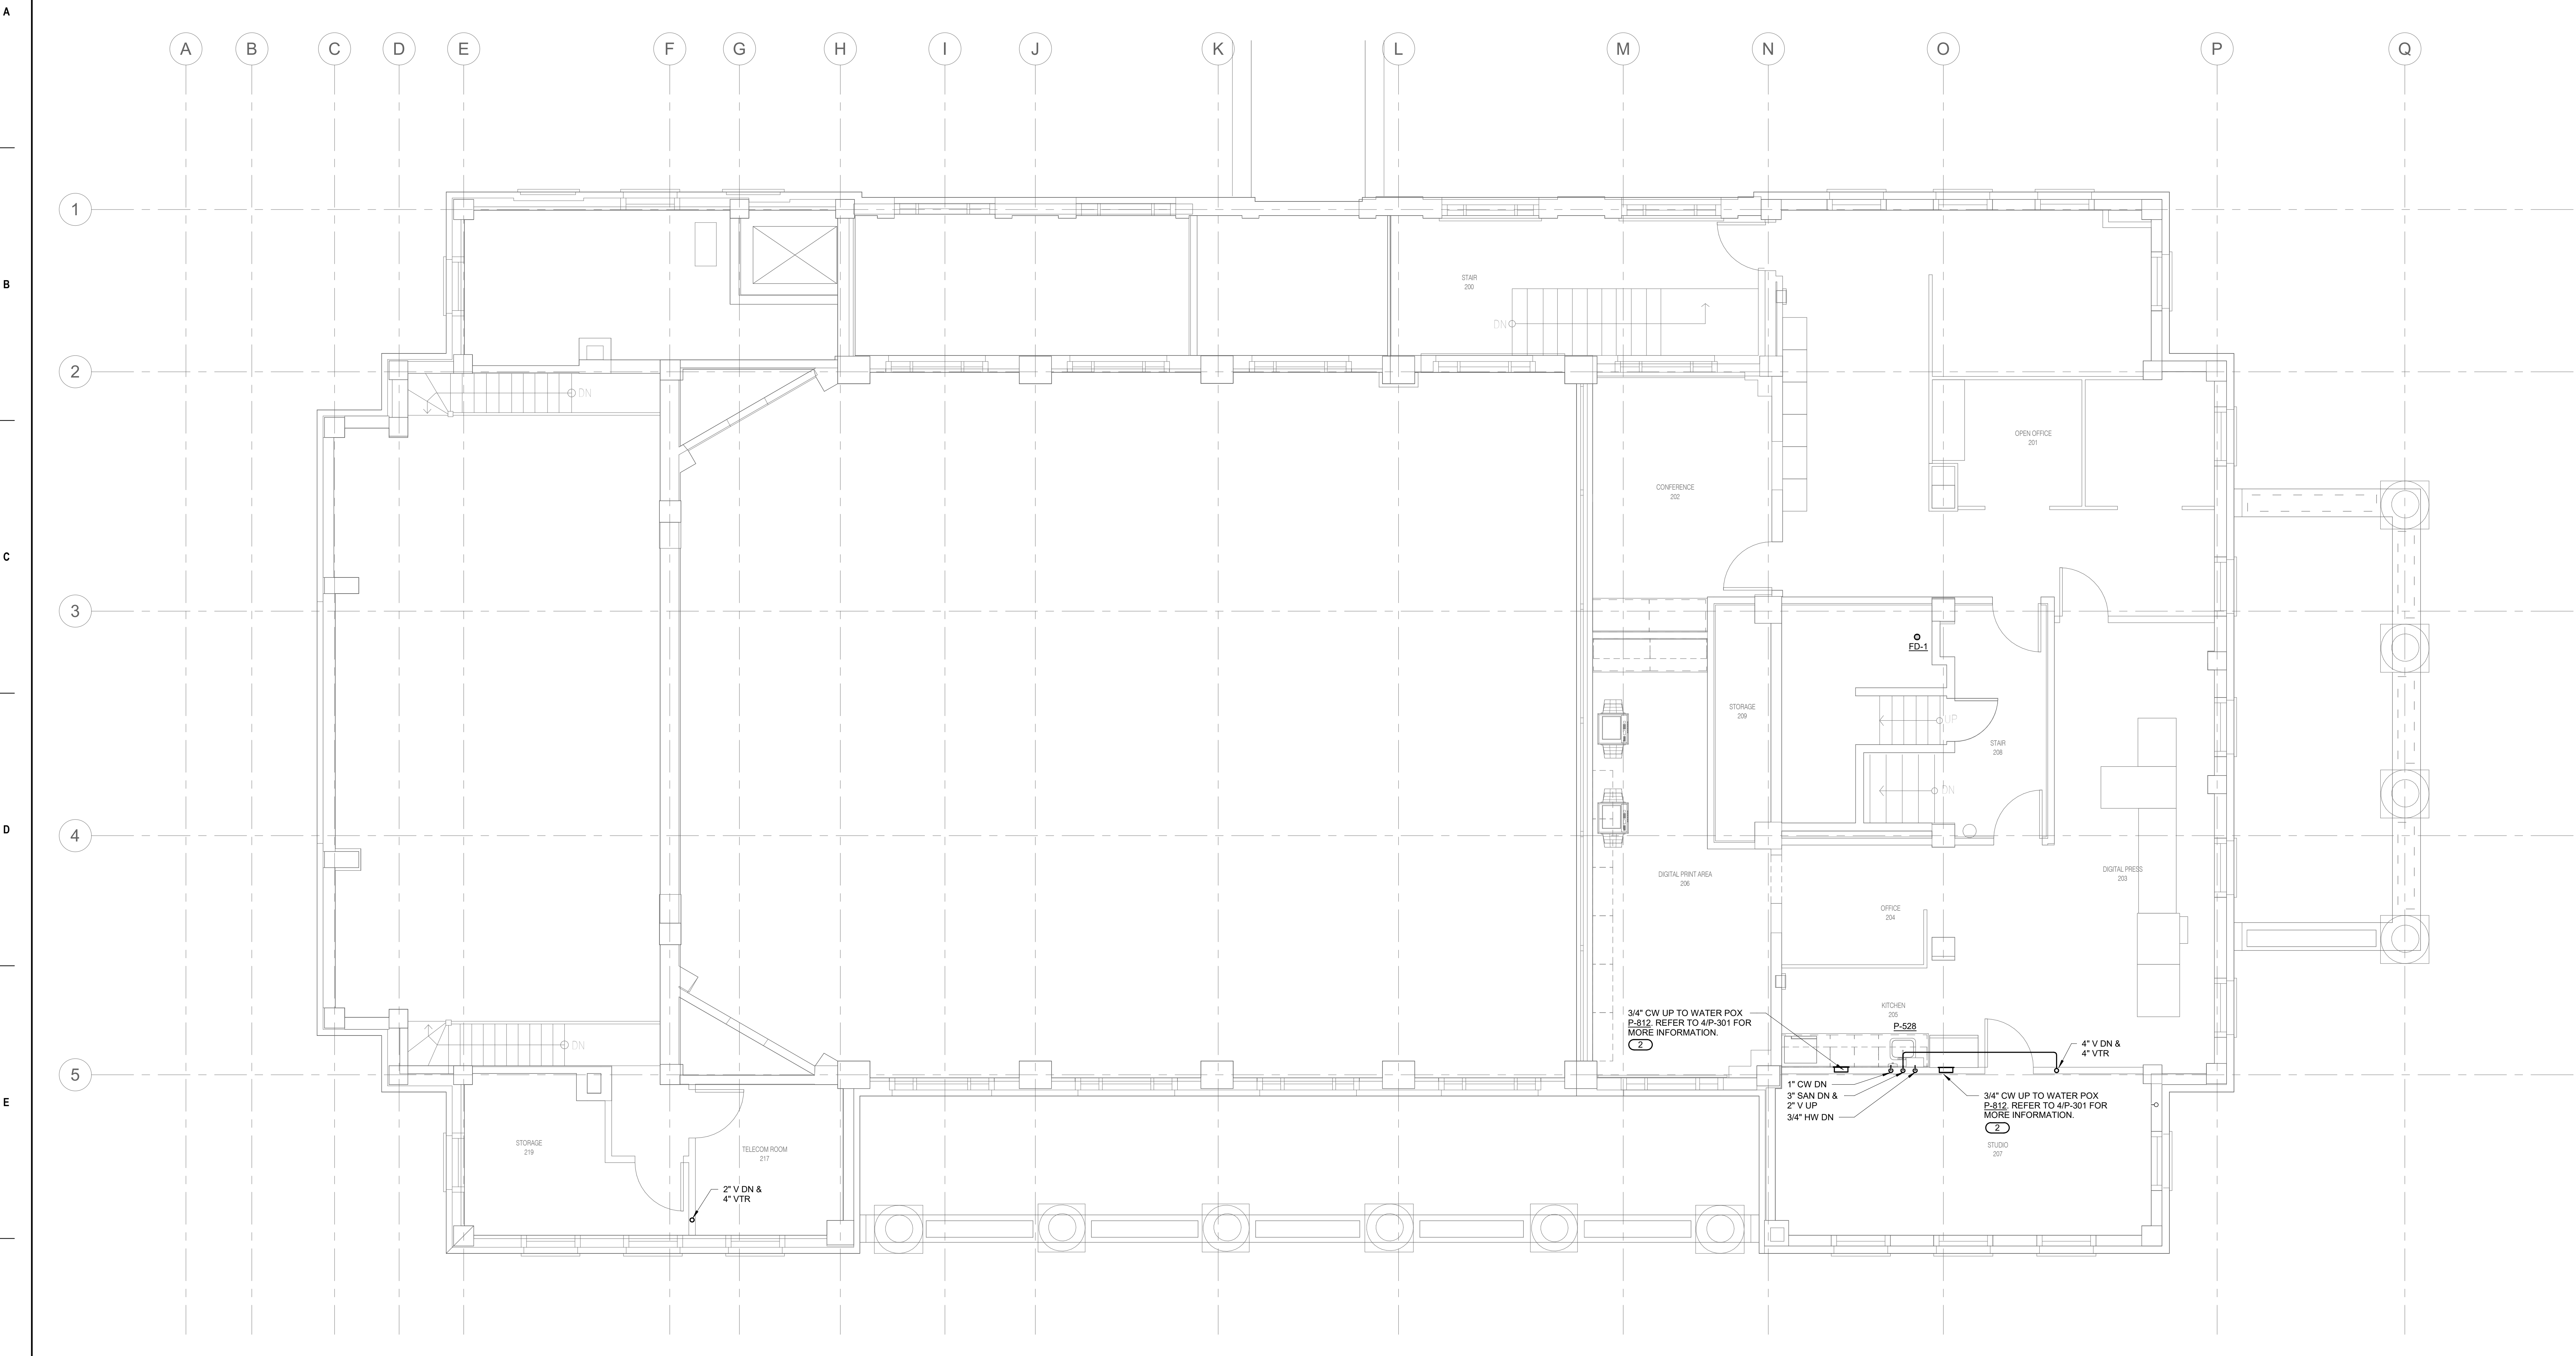 A
A B C D E F G H I J K L M N O P Q
1
B
STAIR
200
DN
2
DN
C
OPEN OFFICE
201
CONFERENCE
202
3
FD-1
D
STORAGE
209
UP
STAIR
208
DN
4
DIGITAL PRINT AREA
206
DIGITAL PRESS
203
OFFICE
204
KITCHEN
205
P-528
3/4" CW UP TO WATER POX
P-812. REFER TO 4/P-301 FOR
MORE INFORMATION.
2
DN
4" V DN &
4" VTR
5
E
1" CW DN
3" SAN DN &
2" V UP
3/4" HW DN
3/4" CW UP TO WATER POX
P-812. REFER TO 4/P-301 FOR
MORE INFORMATION.
2
STORAGE
219
TELECOM ROOM
217
STUDIO
207
2" V DN &
4" VTR